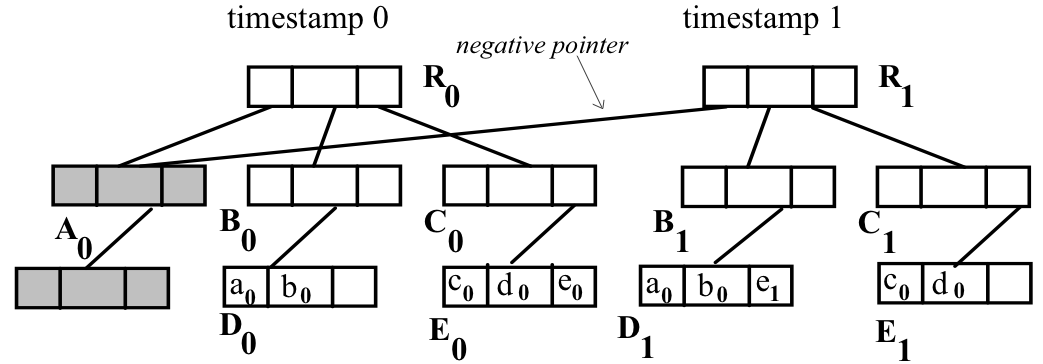 timestamp 0 timestamp 1
negative pointer
R0 R1
A0 B0 C0 B1 C1
a0 b0 c0 d0 e0 a0 b0 e1 c0 d0
D0 E0 D1 E1